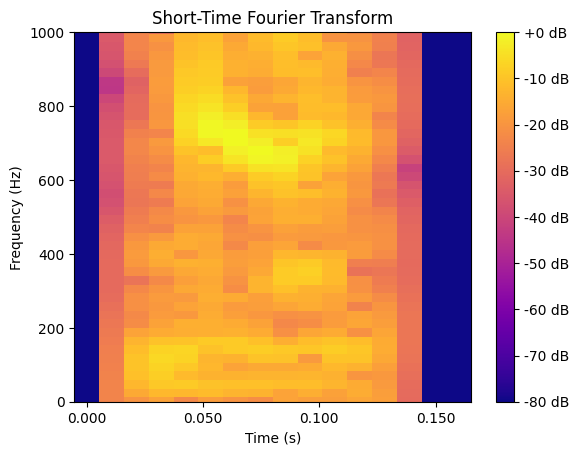 Short-Time Fourier Transform
Frequency (Hz)
1000
800
600
400
200
0
0.000
0.050
0.100
0.150
Time (s)
+0 dB
-10 dB
-20 dB
-30 dB
-40 dB
-50 dB
-60 dB
-70 dB
-80 dB